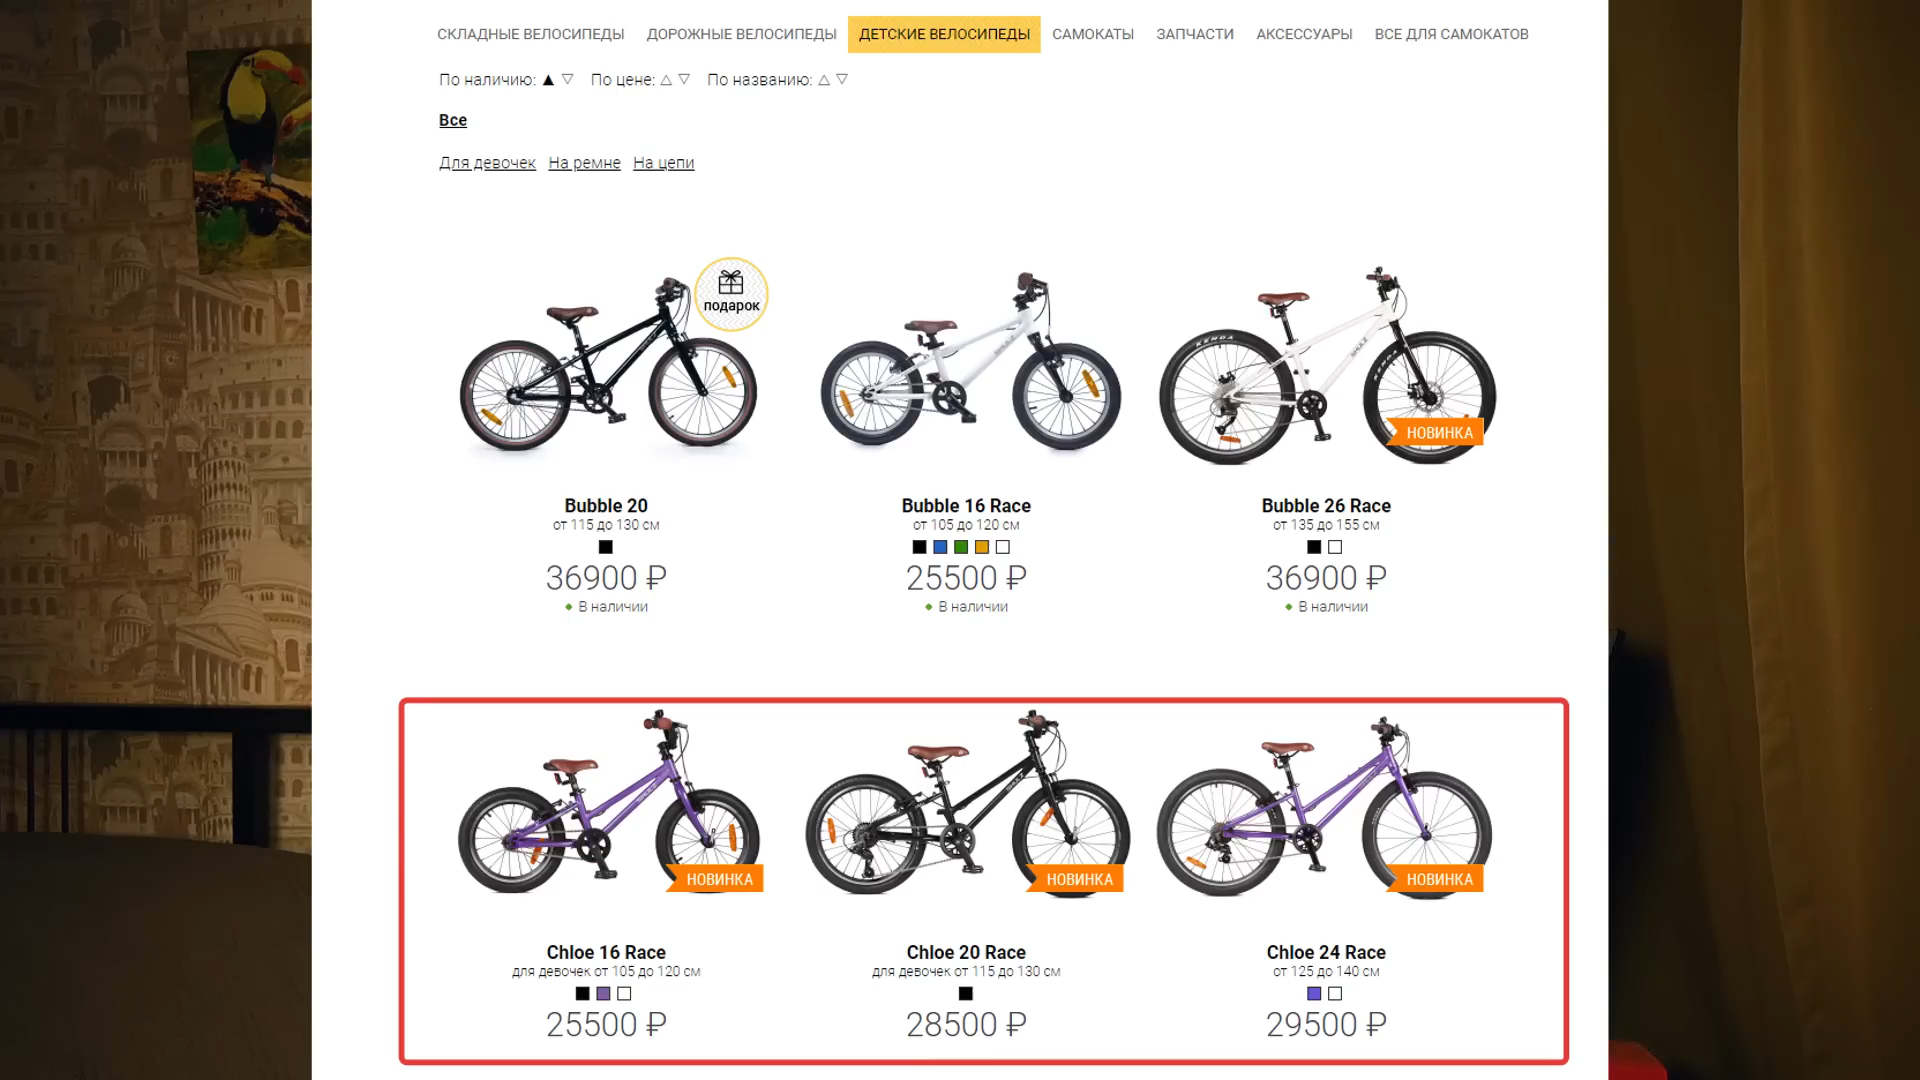 СКЛАДНЫЕ ВЕЛОСИПЕДЫ ДОРОЖНЫЕ ВЕЛОСИПЕДЫ ДЕТСКИЕ ВЕЛОСИПЕДЫ САМОКАТЫ ЗАПЧАСТИ АКСЕССУАРЫ ВСЕ ДЛЯ САМОКАТОВ
По наличию: ▲ ▽ По цене: △ ▽ По названию: △ ▽
Все
Для девочек На ремне На цепи
подарок
KENDA KENDA
SHULZ
НОВИНКА
Bubble 20 Bubble 16 Race Bubble 26 Race
от 115 до 130 см от 105 до 120 см от 135 до 155 см
36900 ₽ 25500 ₽ 36900 ₽
В наличии В наличии В наличии
НОВИНКА НОВИНКА НОВИНКА
Chloe 16 Race Chloe 20 Race Chloe 24 Race
для девочек от 105 до 120 см для девочек от 115 до 130 см от 125 до 140 см
25500 ₽ 28500 ₽ 29500 ₽